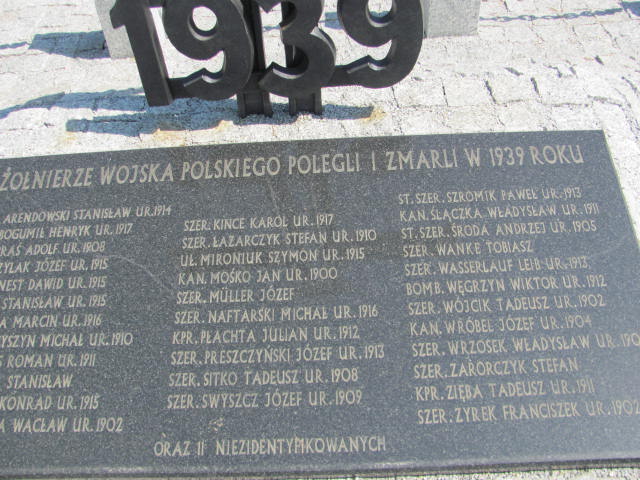 1939
ŻOŁNIERZE WOJSKA POLSKIEGO POLEGLI I ZMARLI W 1939 ROKU
ARENDOWSKI STANISŁAW UR. 1914
BOGUMIŁ HENRYK UR. 1917
ADOLF UR. 1908
JÓZEF UR. 1915
DAWID UR. 1915
STANISŁAW UR. 1915
MARCIN UR. 1916
MICHAŁ UR. 1910
ROMAN UR. 1911
STANISŁAW
KONRAD UR. 1915
WACŁAW UR. 1902
SZER. KINCE KAROL UR. 1917
SZER. ŁAZARCZYK STEFAN UR. 1910
UŁ. MIRONIUK SZYMON UR. 1915
KAN. MOŚKO JAN UR. 1900
SZER. MÜLLER JÓZEF
SZER. NAFTARSKI MICHAŁ UR. 1916
KPR. PŁACHTA JULIAN UR. 1912
SZER. PRESZCZYŃSKI JÓZEF UR. 1913
SZER. SITKO TADEUSZ UR. 1908
SZER. SWYSZCZ JÓZEF UR. 1909
ST. SZER. SZROMIK PAWEŁ UR. 1913
KAN. ŚLĄCZKA WŁADYSŁAW UR. 1911
ST. SZER. ŚRODA ANDRZEJ UR. 1905
SZER. WANKE TOBIASZ
SZER. WASSERLAUF LEIB UR. 1913
BOMB. WĘGRZYN WIKTOR UR. 1912
SZER. WÓJCIK TADEUSZ UR. 1902
KAN. WRÓBEL JÓZEF UR. 1904
SZER. WRZOSEK WŁADYSŁAW UR.
SZER. ZARORCZYK STEFAN
KPR. ZIĘBA TADEUSZ UR. 1911
SZER. ŻYREK FRANCISZEK UR. 1902
ORAZ 11 NIEZIDENTYFIKOWANYCH